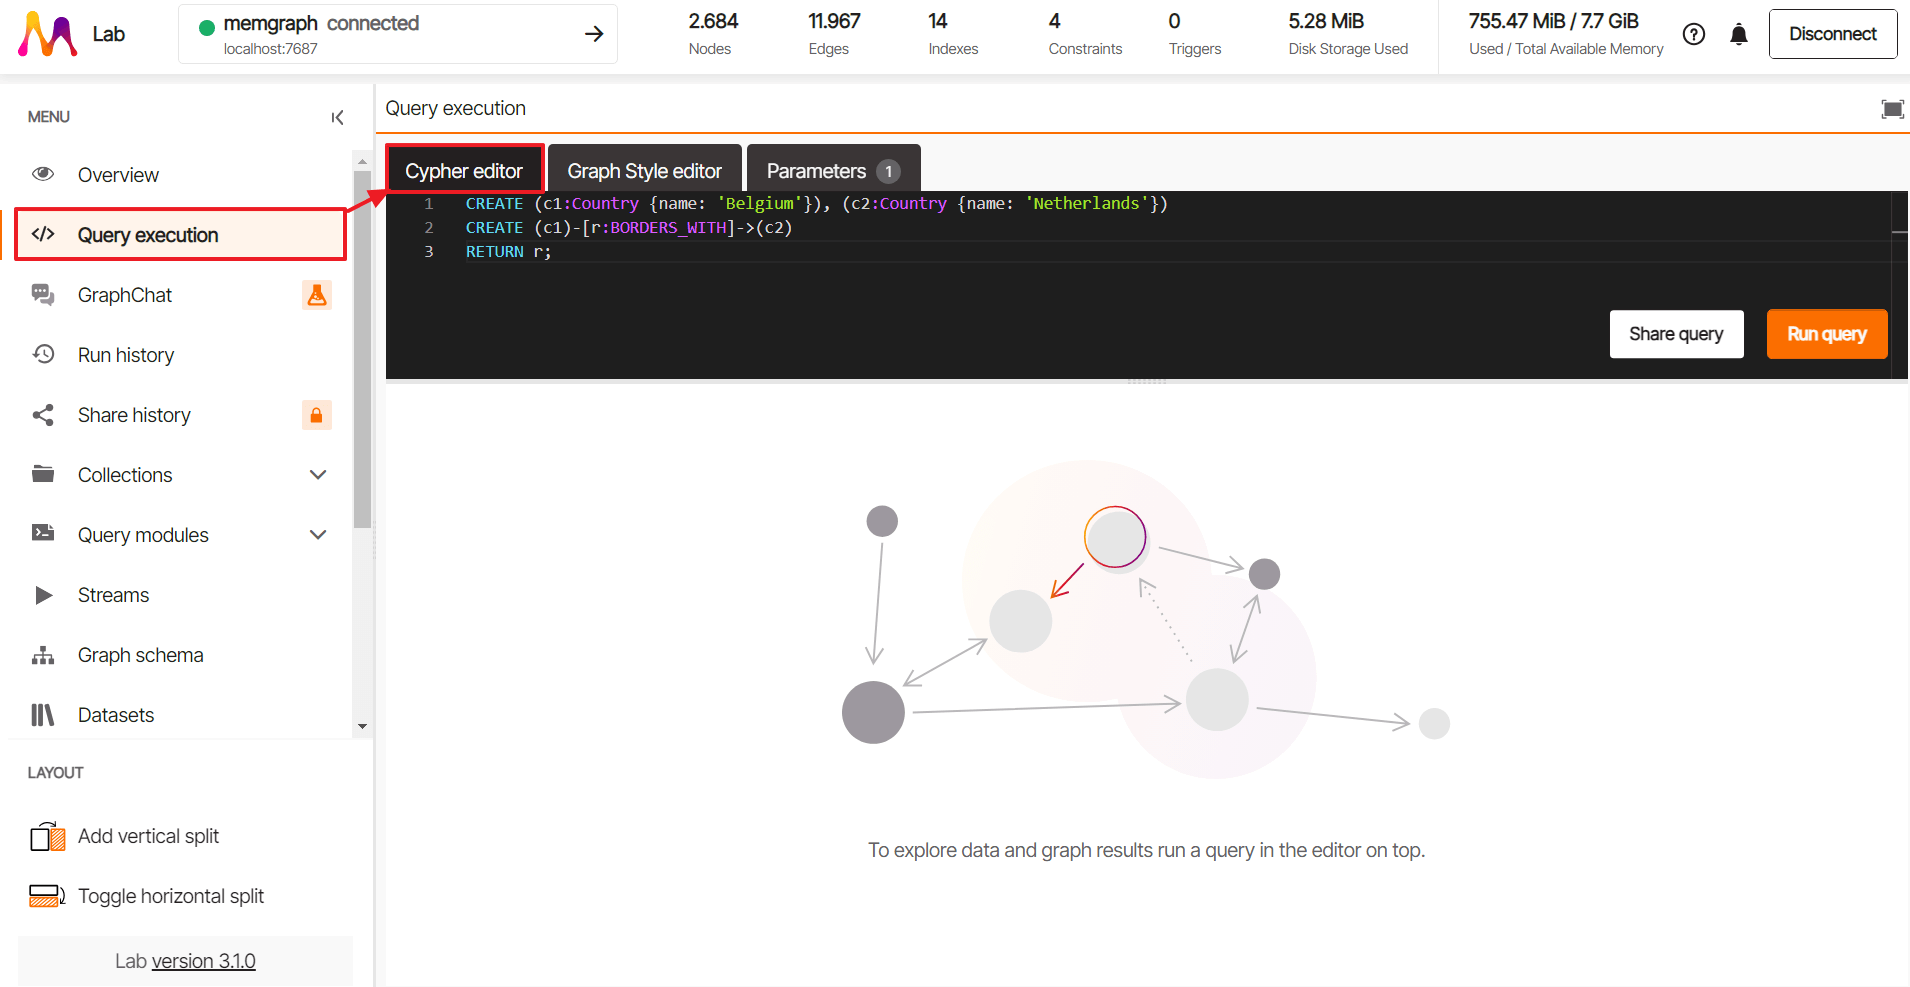 Lab
memgraph connected
localhost:7687
2.684
Nodes
11.967
Edges
14
Indexes
4
Constraints
0
Triggers
5.28 MiB
Disk Storage Used
755.47 MiB / 7.7 GiB
Used / Total Available Memory
Disconnect
MENU
Overview
Query execution
GraphChat
Run history
Share history
Collections
Query modules
Streams
Graph schema
Datasets
LAYOUT
Add vertical split
Toggle horizontal split
Lab version 3.1.0
Query execution
Cypher editor
Graph Style editor
Parameters 1
1 CREATE (c1:Country {name: 'Belgium'}), (c2:Country {name: 'Netherlands'})
2 CREATE (c1)-[r:BORDERS_WITH]->(c2)
3 RETURN r;
Share query
Run query
To explore data and graph results run a query in the editor on top.